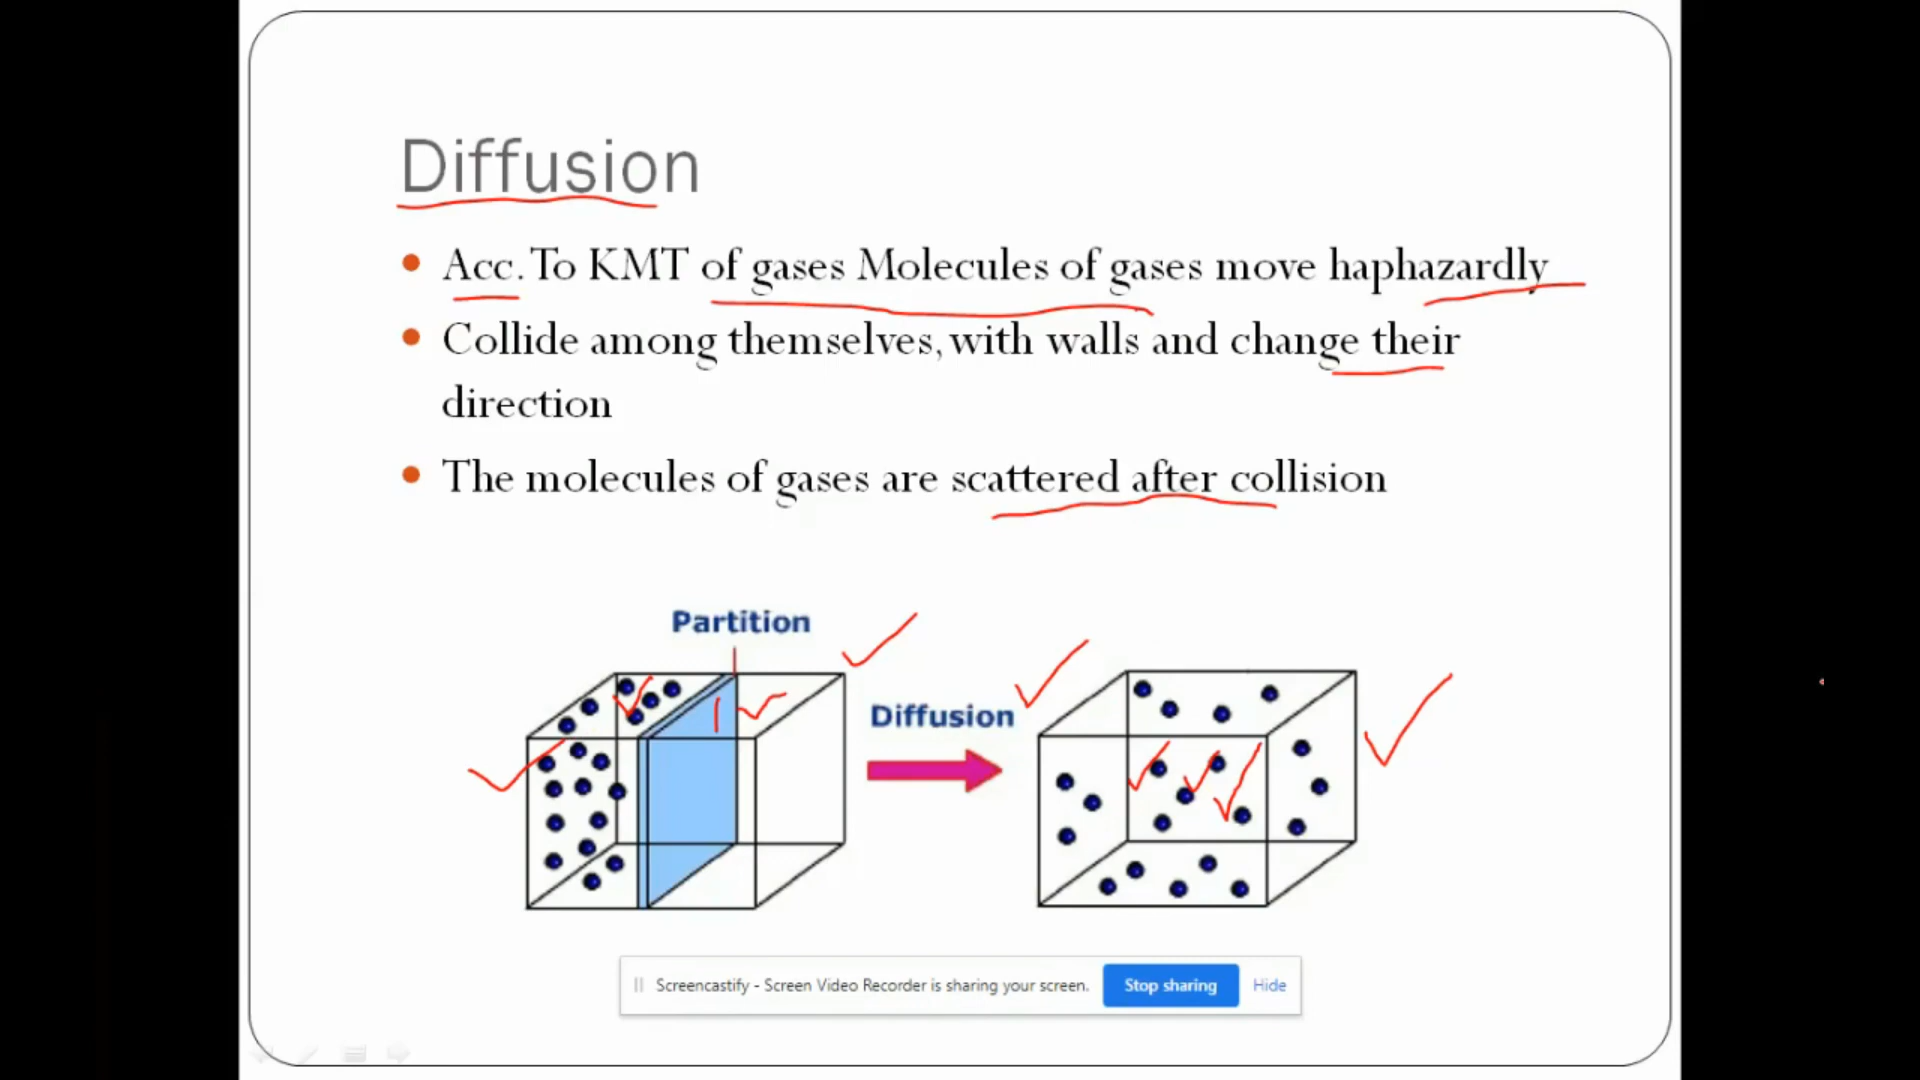 Diffusion
Acc. To KMT of gases Molecules of gases move haphazardly
Collide among themselves, with walls and change their
direction
The molecules of gases are scattered after collision
Partition
Diffusion
Screencastify - Screen Video Recorder is sharing your screen. Stop sharing Hide